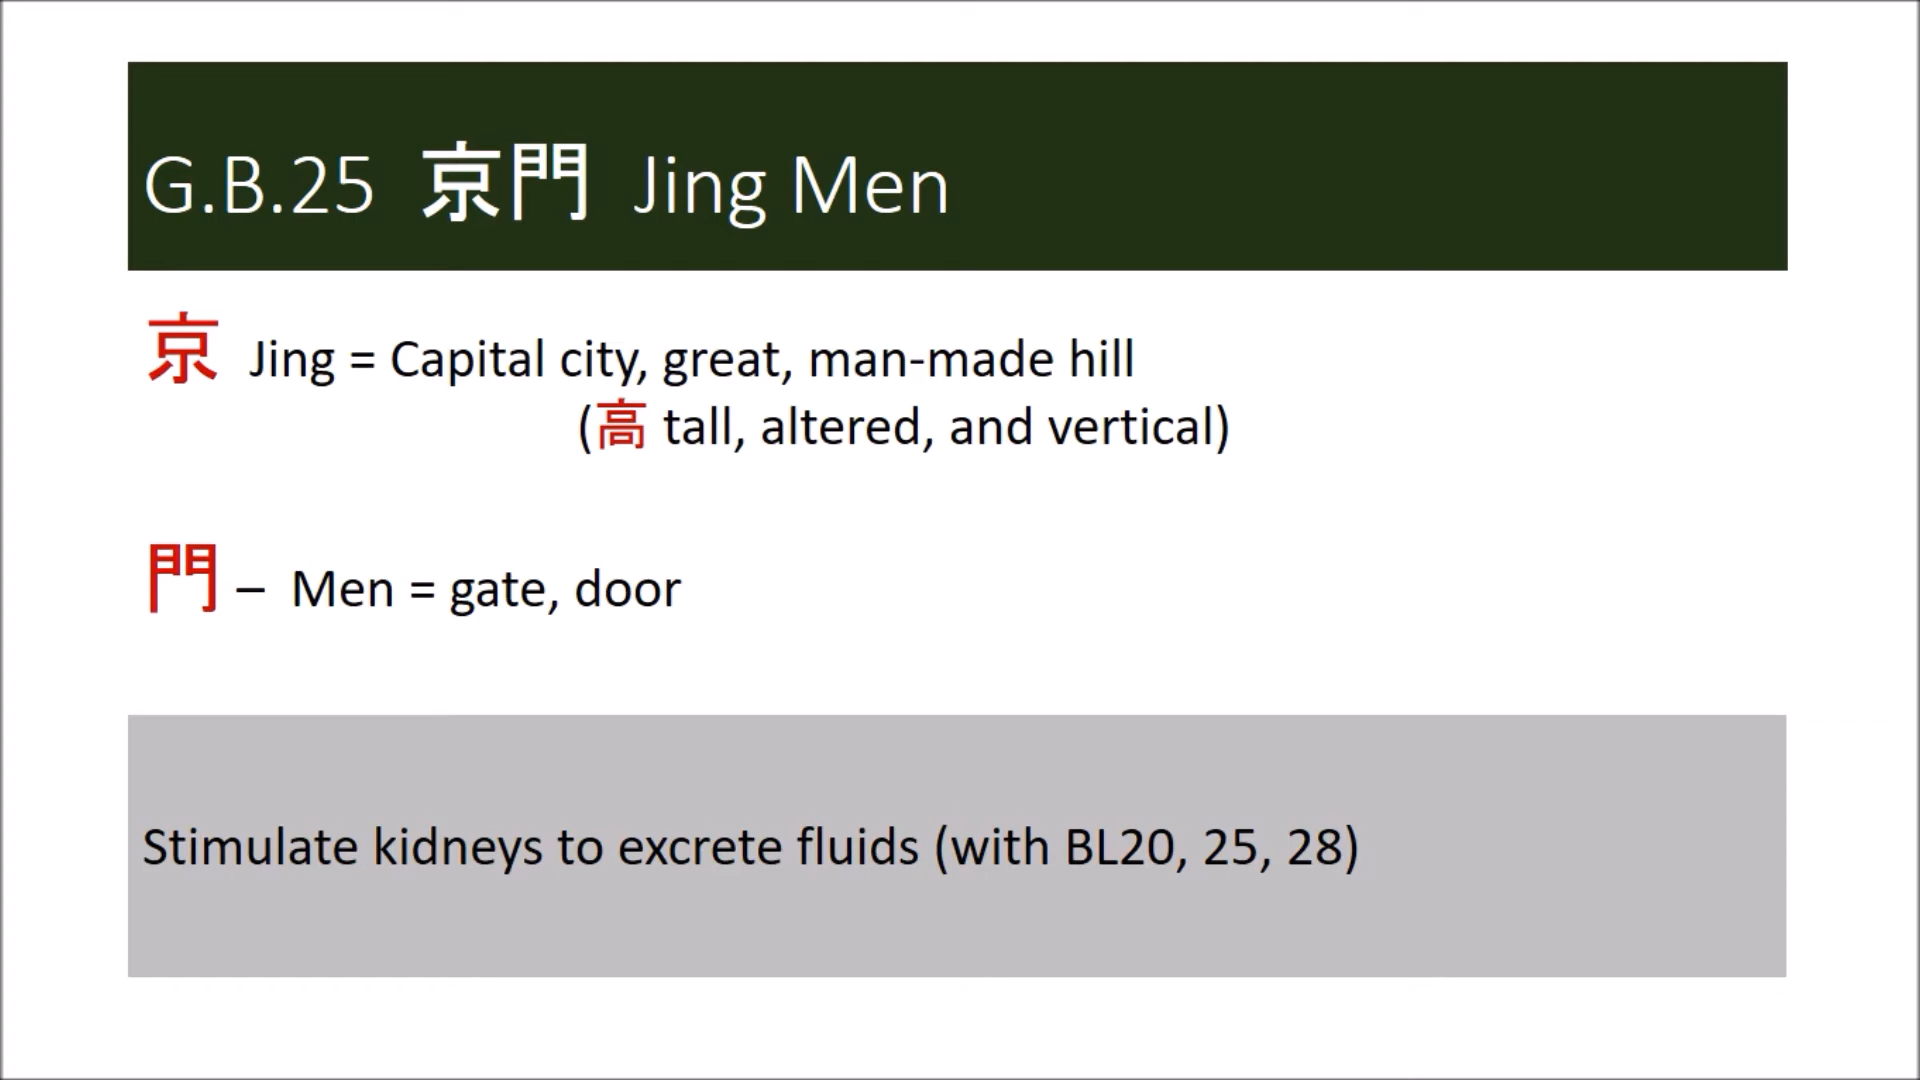 G.B.25 京門 Jing Men
京 Jing = Capital city, great, man-made hill
(高 tall, altered, and vertical)
門 – Men = gate, door
Stimulate kidneys to excrete fluids (with BL20, 25, 28)